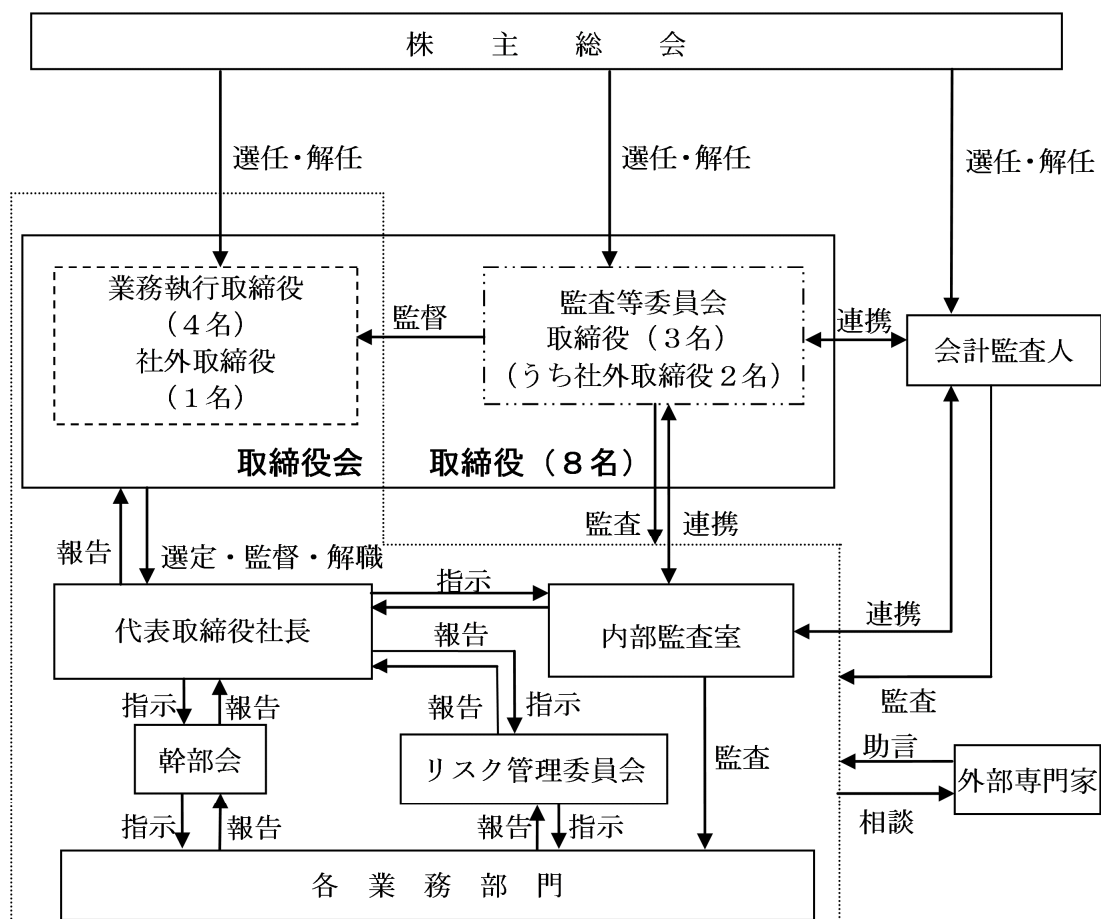 株主総会
選任・解任
選任・解任
選任・解任
業務執行取締役
（４名）
社外取締役
（１名）
監督
監査等委員会
取締役（３名）
（うち社外取締役２名）
連携
会計監査人
取締役会
取締役（８名）
報告
選定・監督・解職
監査
連携
指示
代表取締役社長
報告
内部監査室
連携
監査
指示
報告
報告
指示
幹部会
リスク管理委員会
監査
助言
外部専門家
相談
指示
報告
報告
指示
各業務部門